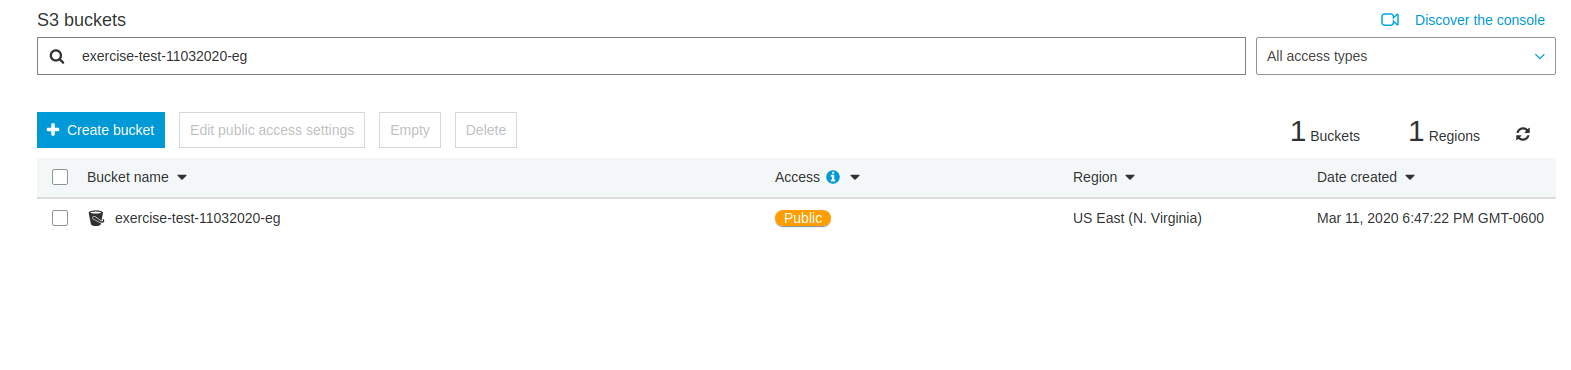 S3 buckets
Discover the console
exercise-test-11032020-eg
All access types
Create bucket
Edit public access settings
Empty
Delete
1 Buckets
1 Regions
Bucket name
Access
Region
Date created
exercise-test-11032020-eg
Public
US East (N. Virginia)
Mar 11, 2020 6:47:22 PM GMT-0600